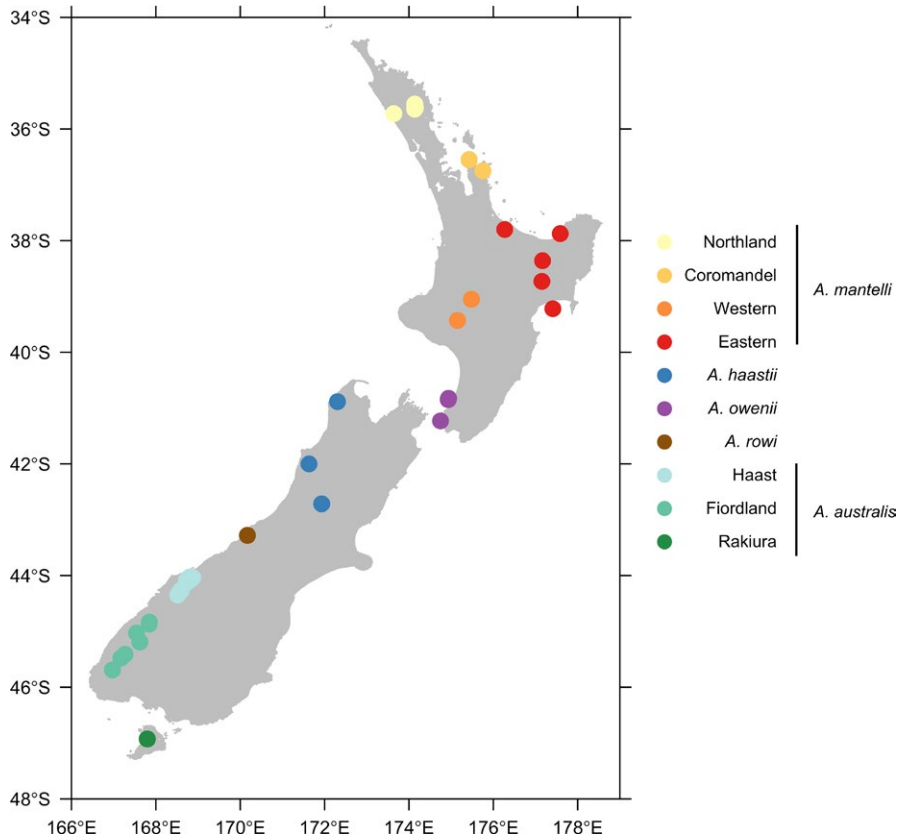 34°S
36°S
38°S
40°S
42°S
44°S
46°S
48°S
166°E 168°E 170°E 172°E 174°E 176°E 178°E
Northland
Coromandel
Western
Eastern
A. mantelli
A. haastii
A. owenii
A. rowi
Haast
Fiordland
Rakiura
A. australis